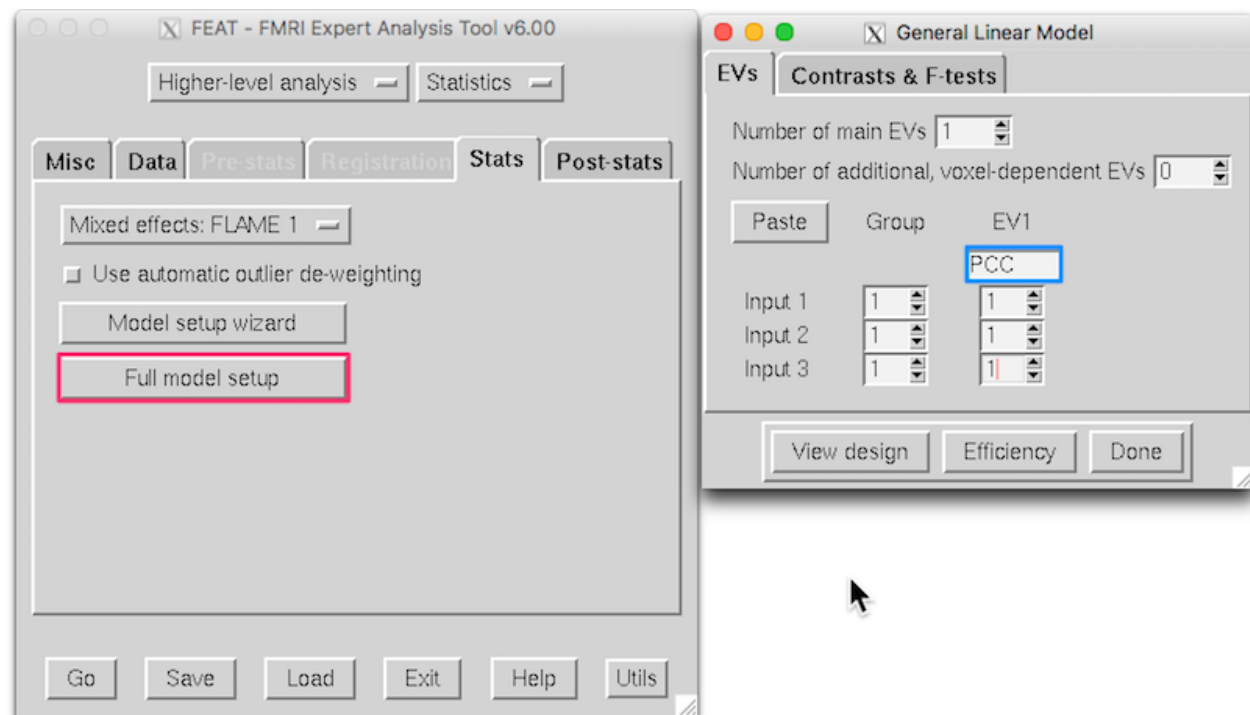 FEAT - FMRI Expert Analysis Tool v6.00
Higher-level analysis Statistics
Misc Data Pre-stats Registration Stats Post-stats
Mixed effects: FLAME 1
Use automatic outlier de-weighting
Model setup wizard
Full model setup
Go Save Load Exit Help Utils
General Linear Model
EVs Contrasts & F-tests
Number of main EVs 1
Number of additional, voxel-dependent EVs 0
Paste Group EV1
PCC
Input 1 1 1
Input 2 1 1
Input 3 1 1
View design Efficiency Done